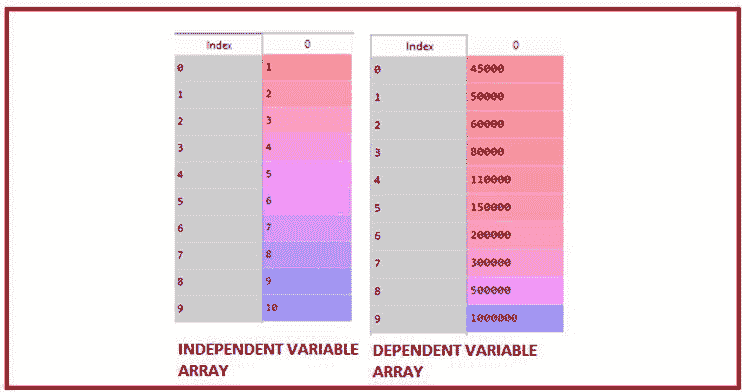 Index 0 Index 0
0 1 0 45000
1 2 1 50000
2 3 2 60000
3 4 3 80000
4 5 4 110000
5 6 5 150000
6 7 6 200000
7 8 7 300000
8 9 8 500000
9 10 9 1000000
INDEPENDENT VARIABLE DEPENDENT VARIABLE
ARRAY ARRAY